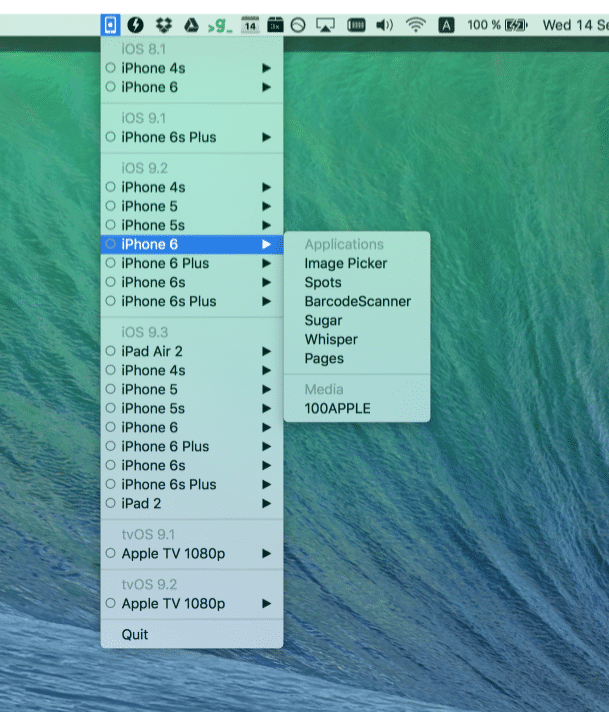 >g_
14
3x
A
100 %
Wed 14 Se
iOS 8.1
iPhone 4s
iPhone 6
iOS 9.1
iPhone 6s Plus
iOS 9.2
iPhone 4s
iPhone 5
iPhone 5s
iPhone 6
iPhone 6 Plus
iPhone 6s
iPhone 6s Plus
iOS 9.3
iPad Air 2
iPhone 4s
iPhone 5
iPhone 5s
iPhone 6
iPhone 6 Plus
iPhone 6s
iPhone 6s Plus
iPad 2
tvOS 9.1
Apple TV 1080p
tvOS 9.2
Apple TV 1080p
Quit
Applications
Image Picker
Spots
BarcodeScanner
Sugar
Whisper
Pages
Media
100APPLE